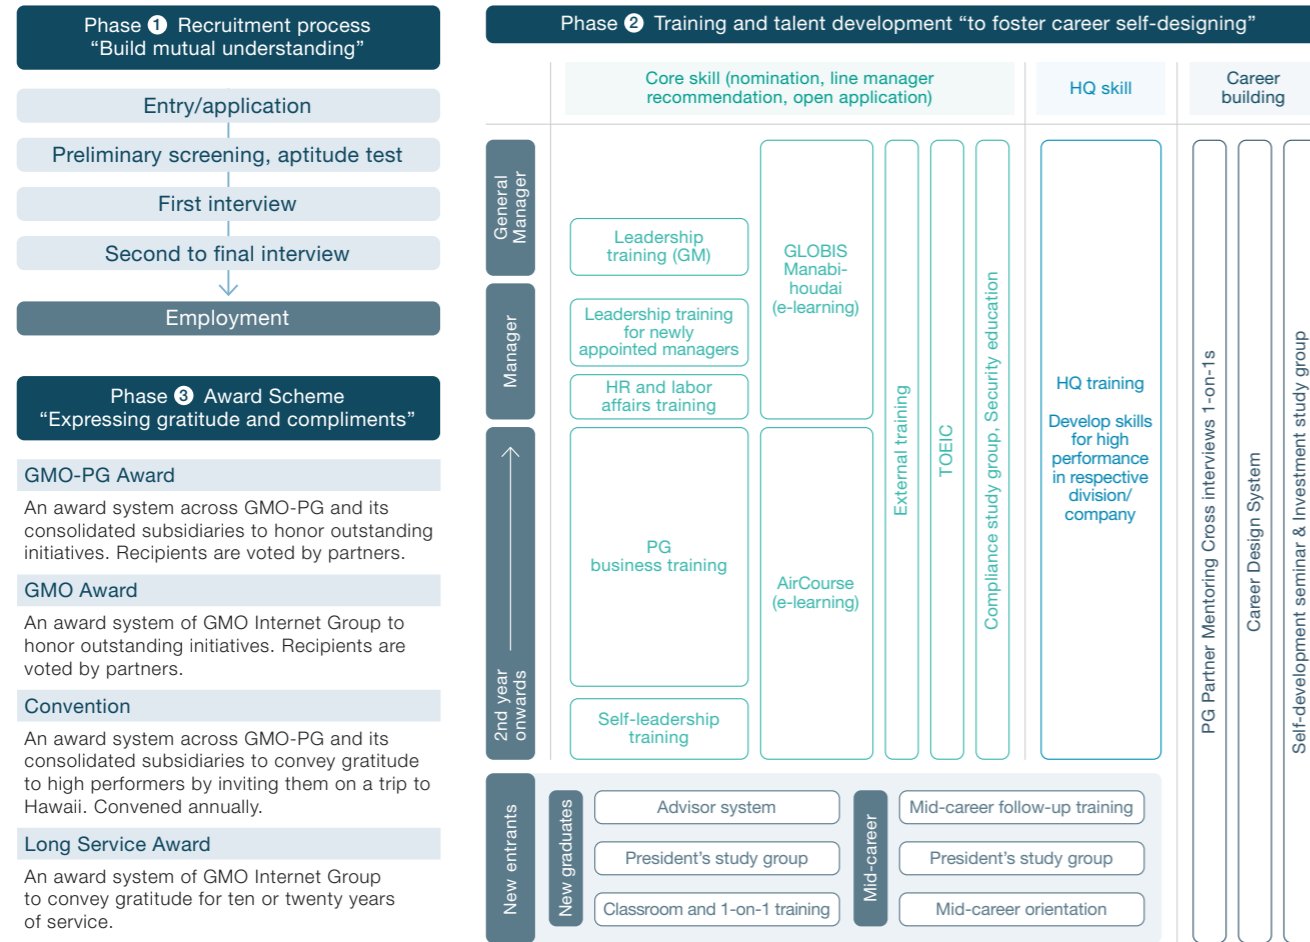 Phase 1 Recruitment process
“Build mutual understanding”
Entry/application
Preliminary screening, aptitude test
First interview
Second to final interview
Employment
Phase 3 Award Scheme
“Expressing gratitude and compliments”
GMO-PG Award
An award system across GMO-PG and its
consolidated subsidiaries to honor outstanding
initiatives. Recipients are voted by partners.
GMO Award
An award system of GMO Internet Group to
honor outstanding initiatives. Recipients are
voted by partners.
Convention
An award system across GMO-PG and its
consolidated subsidiaries to convey gratitude
to high performers by inviting them on a trip to
Hawaii. Convened annually.
Long Service Award
An award system of GMO Internet Group
to convey gratitude for ten or twenty years
of service.
Phase 2 Training and talent development “to foster career self-designing”
Core skill (nomination, line manager
recommendation, open application)
HQ skill
Career
building
General
Manager
Manager
2nd year
onwards
Leadership
training (GM)
Leadership training
for newly
appointed managers
HR and labor
affairs training
PG
business training
Self-leadership
training
GLOBIS
Manabi-
houdai
(e-learning)
AirCourse
(e-learning)
External training
TOEIC
Compliance study group, Security education
HQ training
Develop skills
for high
performance
in respective
division/
company
PG Partner Mentoring Cross interviews 1-on-1s
Career Design System
Self-development seminar & Investment study group
New entrants
New graduates
Advisor system
President’s study group
Classroom and 1-on-1 training
Mid-career
Mid-career follow-up training
President’s study group
Mid-career orientation